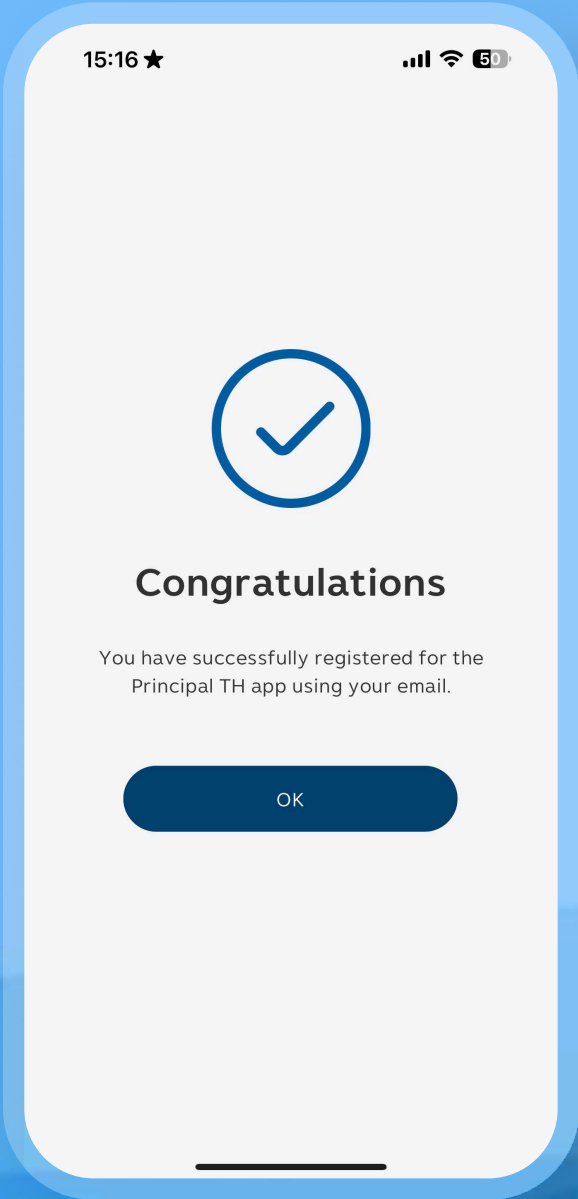 15:16
50
Congratulations
You have successfully registered for the
Principal TH app using your email.
OK